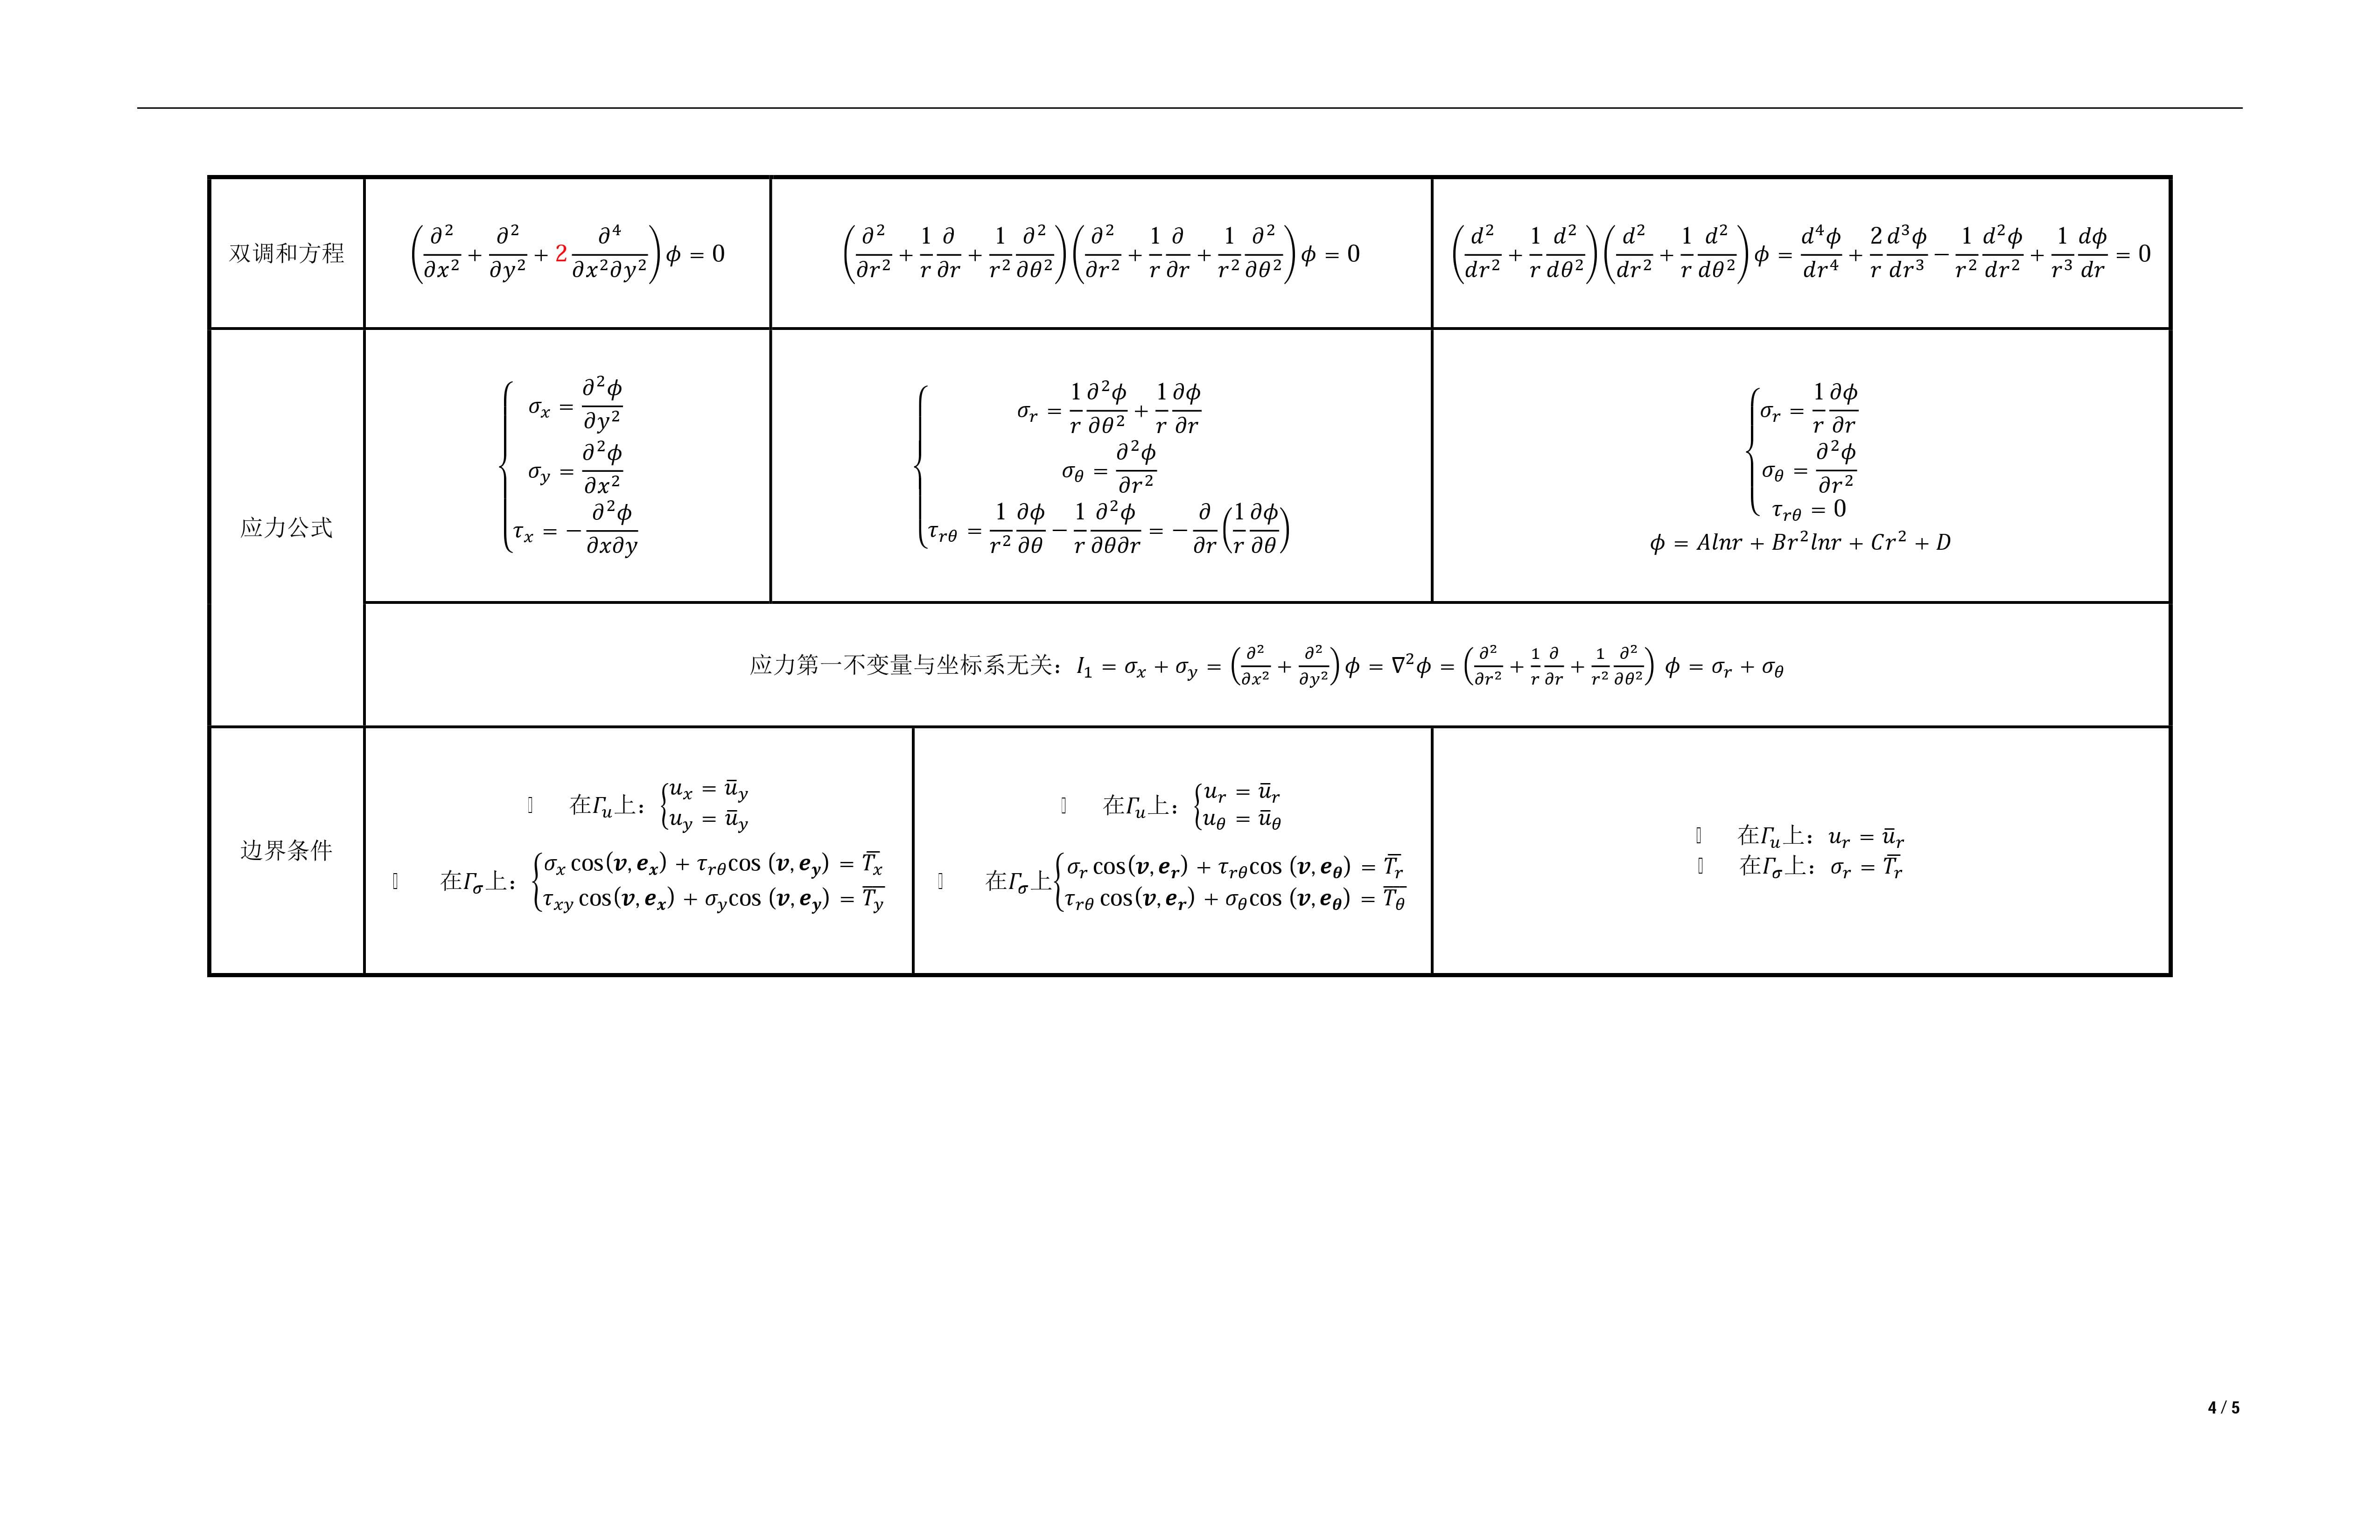 双调和方程
$\left(\frac{\partial^2}{\partial x^2}+\frac{\partial^2}{\partial y^2}+2\frac{\partial^4}{\partial x^2\partial y^2}\right)\phi=0$
$\left(\frac{\partial^2}{\partial r^2}+\frac{1}{r}\frac{\partial}{\partial r}+\frac{1}{r^2}\frac{\partial^2}{\partial\theta^2}\right)\left(\frac{\partial^2}{\partial r^2}+\frac{1}{r}\frac{\partial}{\partial r}+\frac{1}{r^2}\frac{\partial^2}{\partial\theta^2}\right)\phi=0$
$\left(\frac{d^2}{dr^2}+\frac{1}{r}\frac{d^2}{d\theta^2}\right)\left(\frac{d^2}{dr^2}+\frac{1}{r}\frac{d^2}{d\theta^2}\right)\phi=\frac{d^4\phi}{dr^4}+\frac{2}{r}\frac{d^3\phi}{dr^3}-\frac{1}{r^2}\frac{d^2\phi}{dr^2}+\frac{1}{r^3}\frac{d\phi}{dr}=0$
应力公式
$\sigma_x=\frac{\partial^2\phi}{\partial y^2}$
$\sigma_y=\frac{\partial^2\phi}{\partial x^2}$
$\tau_x=-\frac{\partial^2\phi}{\partial x\partial y}$
$\sigma_r=\frac{1}{r}\frac{\partial^2\phi}{\partial\theta^2}+\frac{1}{r}\frac{\partial\phi}{\partial r}$
$\sigma_\theta=\frac{\partial^2\phi}{\partial r^2}$
$\tau_{r\theta}=\frac{1}{r^2}\frac{\partial\phi}{\partial\theta}-\frac{1}{r}\frac{\partial^2\phi}{\partial\theta\partial r}=-\frac{\partial}{\partial r}\left(\frac{1}{r}\frac{\partial\phi}{\partial\theta}\right)$
$\sigma_r=\frac{1}{r}\frac{\partial\phi}{\partial r}$
$\sigma_\theta=\frac{\partial^2\phi}{\partial r^2}$
$\tau_{r\theta}=0$
$\phi=Alnr+Br^2lnr+Cr^2+D$
应力第一不变量与坐标系无关：$I_1=\sigma_x+\sigma_y=\left(\frac{\partial^2}{\partial x^2}+\frac{\partial^2}{\partial y^2}\right)\phi=\nabla^2\phi=\left(\frac{\partial^2}{\partial r^2}+\frac{1}{r}\frac{\partial}{\partial r}+\frac{1}{r^2}\frac{\partial^2}{\partial\theta^2}\right)\phi=\sigma_r+\sigma_\theta$
边界条件
在$\Gamma_u$上：$\begin{cases}u_x=\bar{u}_y\\u_y=\bar{u}_y\end{cases}$
在$\Gamma_\sigma$上：$\begin{cases}\sigma_x\cos(\boldsymbol{v},\boldsymbol{e_x})+\tau_{r\theta}\cos(\boldsymbol{v},\boldsymbol{e_y})=\overline{T_x}\\\tau_{xy}\cos(\boldsymbol{v},\boldsymbol{e_x})+\sigma_y\cos(\boldsymbol{v},\boldsymbol{e_y})=\overline{T_y}\end{cases}$
在$\Gamma_u$上：$\begin{cases}u_r=\bar{u}_r\\u_\theta=\bar{u}_\theta\end{cases}$
在$\Gamma_\sigma$上$\begin{cases}\sigma_r\cos(\boldsymbol{v},\boldsymbol{e_r})+\tau_{r\theta}\cos(\boldsymbol{v},\boldsymbol{e_\theta})=\overline{T_r}\\\tau_{r\theta}\cos(\boldsymbol{v},\boldsymbol{e_r})+\sigma_\theta\cos(\boldsymbol{v},\boldsymbol{e_\theta})=\overline{T_\theta}\end{cases}$
在$\Gamma_u$上：$u_r=\bar{u}_r$
在$\Gamma_\sigma$上：$\sigma_r=\overline{T_r}$
4 / 5